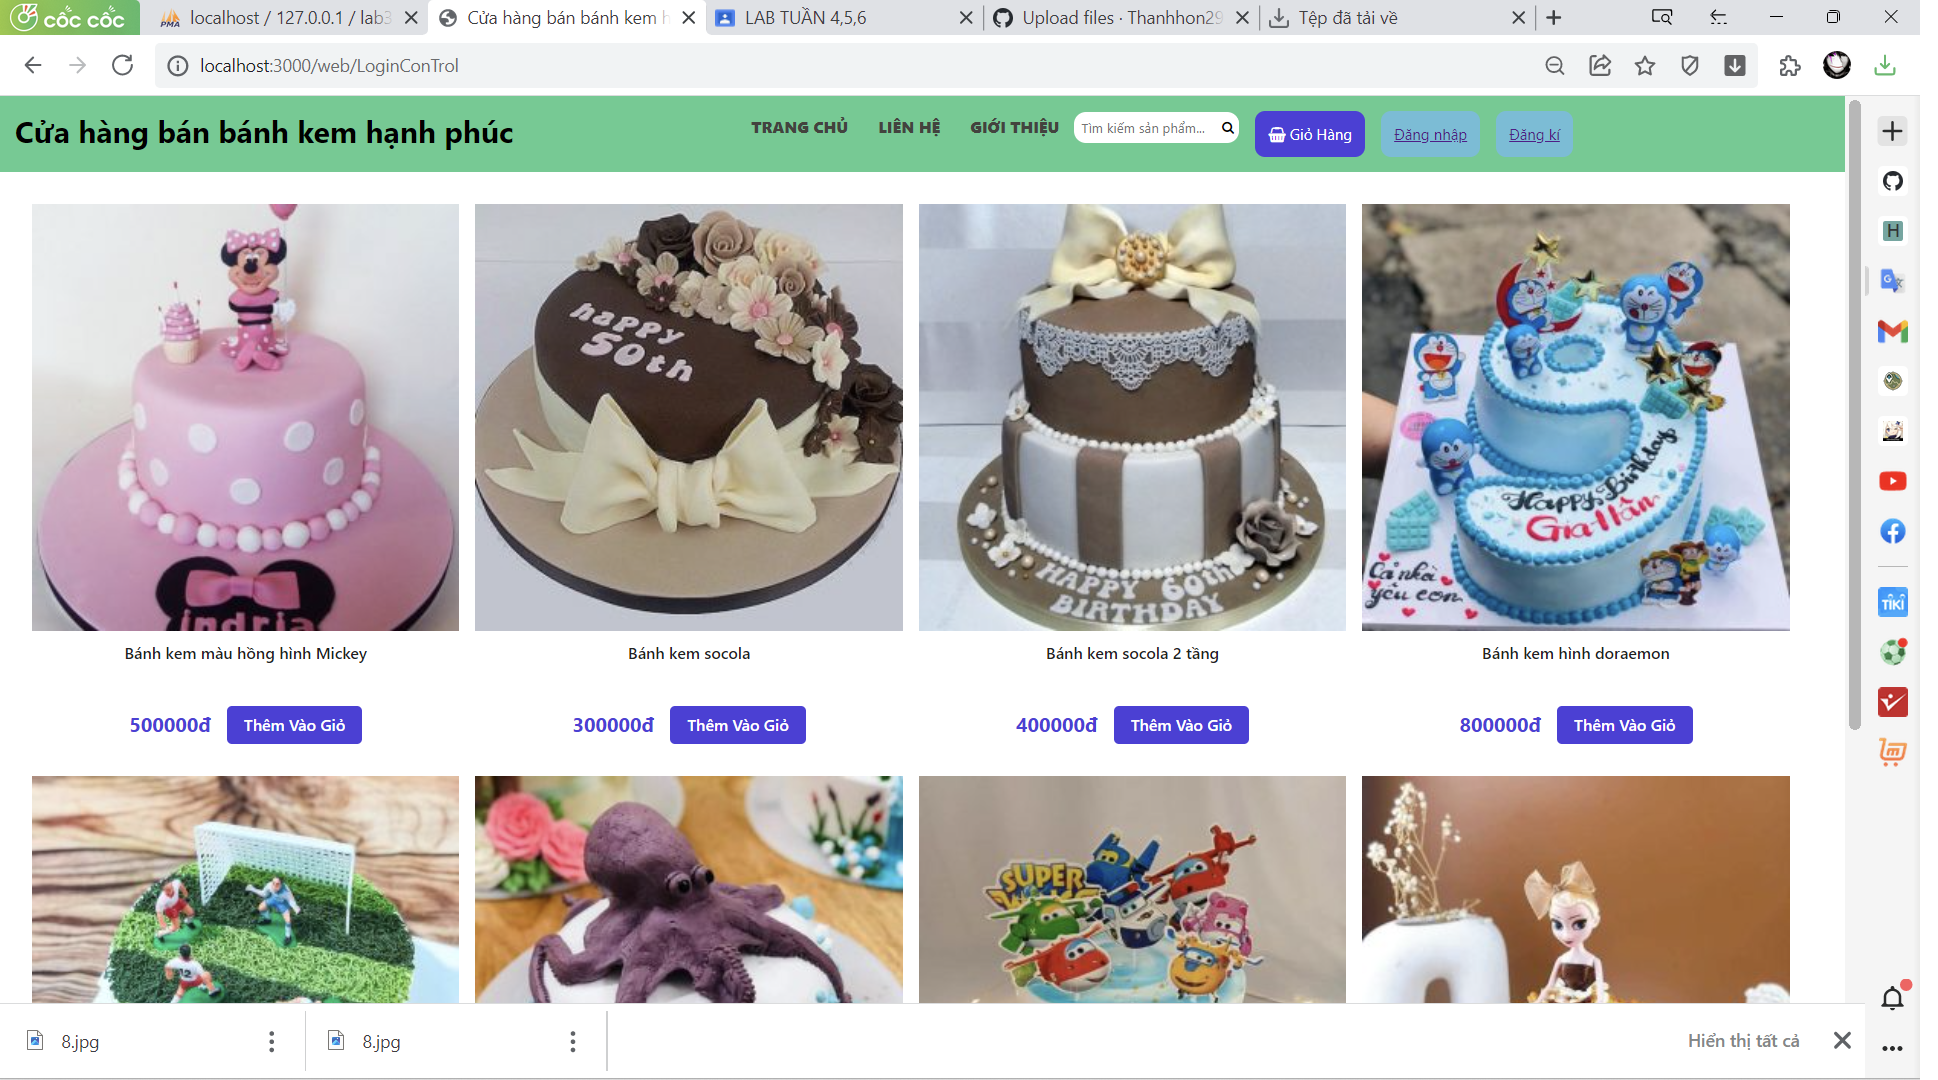 cốc cốc
localhost / 127.0.0.1 / lab3
Cửa hàng bán bánh kem h
LAB TUẦN 4,5,6
Upload files · Thanhhon29
Tệp đã tải về
localhost:3000/web/LoginConTrol
Cửa hàng bán bánh kem hạnh phúc
TRANG CHỦ
LIÊN HỆ
GIỚI THIỆU
Tìm kiếm sản phẩm...
Giỏ Hàng
Đăng nhập
Đăng kí
indria
happy
50th
HAPPY 60th
BIRTHDAY
Happy Birthday
Gia Hân
Cả nhà
yêu con
Bánh kem màu hồng hình Mickey
Bánh kem socola
Bánh kem socola 2 tầng
Bánh kem hình doraemon
500000đ
Thêm Vào Giỏ
300000đ
Thêm Vào Giỏ
400000đ
Thêm Vào Giỏ
800000đ
Thêm Vào Giỏ
12
SUPER
H
TIKI
8.jpg
8.jpg
Hiển thị tất cả